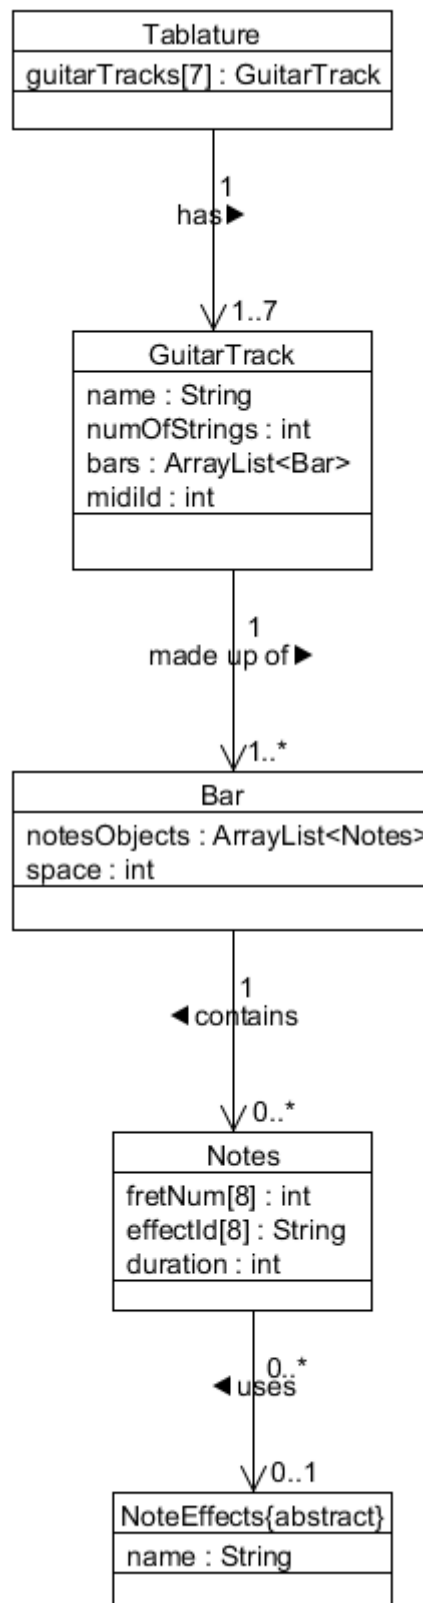 Tablature
guitarTracks[7] : GuitarTrack
1
has►
1..7
GuitarTrack
name : String
numOfStrings : int
bars : ArrayList<Bar>
midiId : int
1
made up of►
1..*
Bar
notesObjects : ArrayList<Notes>
space : int
1
◄contains
0..*
Notes
fretNum[8] : int
effectId[8] : String
duration : int
0..*
◄uses
0..1
NoteEffects{abstract}
name : String